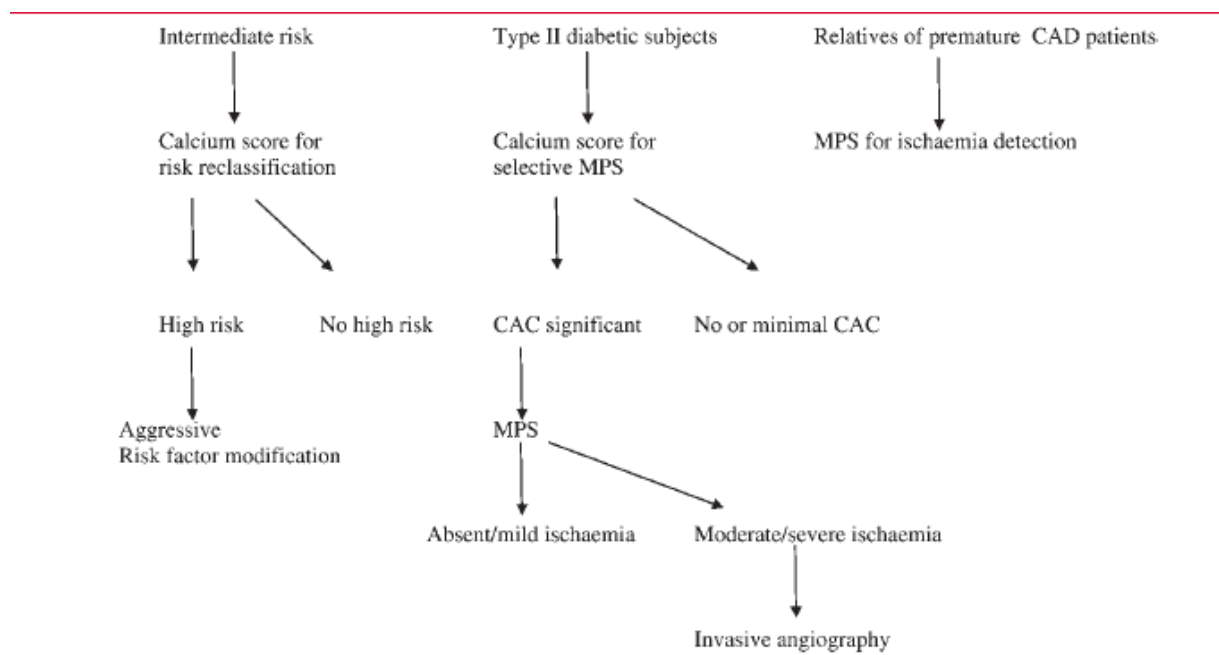 Intermediate risk
Type II diabetic subjects
Relatives of premature CAD patients
Calcium score for
risk reclassification
Calcium score for
selective MPS
MPS for ischaemia detection
High risk
No high risk
CAC significant
No or minimal CAC
Aggressive
Risk factor modification
MPS
Absent/mild ischaemia
Moderate/severe ischaemia
Invasive angiography